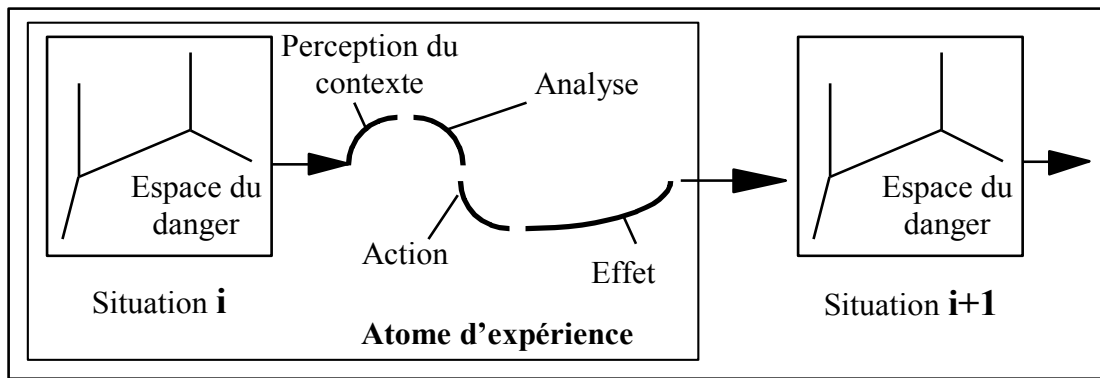 Perception du
contexte
Analyse
Espace du
danger
Action
Effet
Situation i
Atome d'expérience
Espace du
danger
Situation i+1